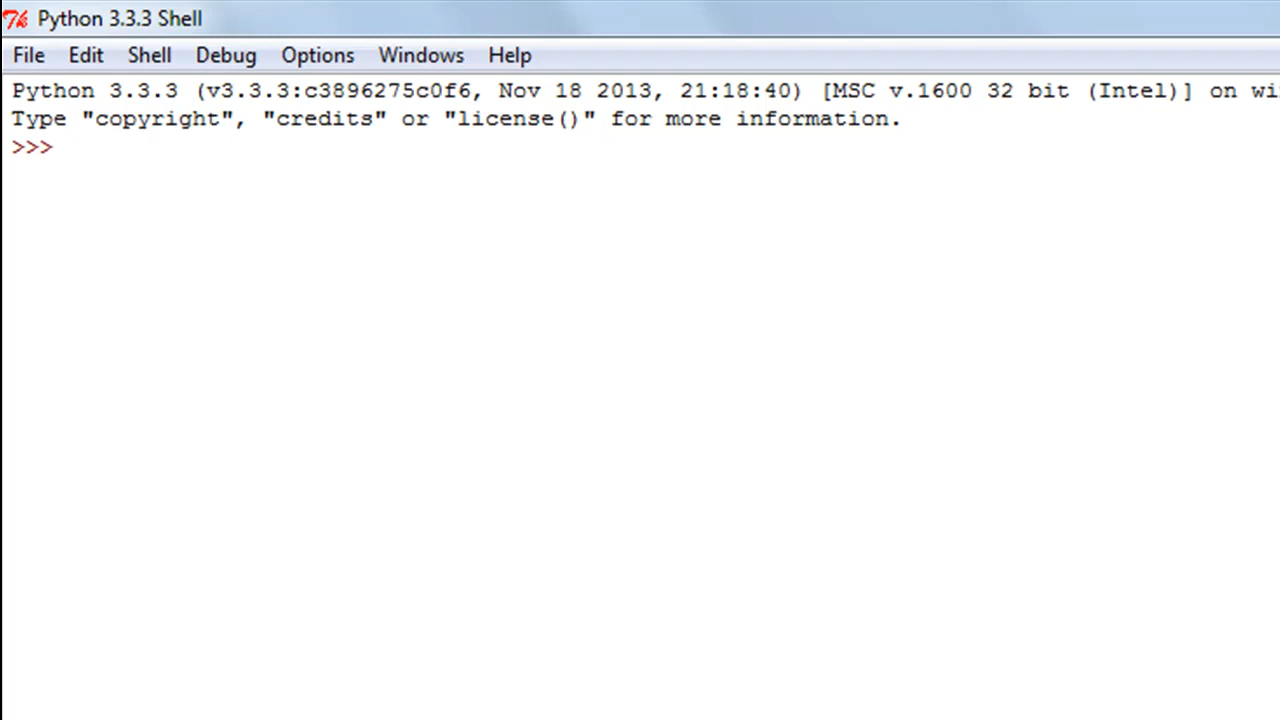 Python 3.3.3 Shell
File Edit Shell Debug Options Windows Help
Python 3.3.3 (v3.3.3:c3896275c0f6, Nov 18 2013, 21:18:40) [MSC v.1600 32 bit (Intel)] on wi
Type "copyright", "credits" or "license()" for more information.
>>>